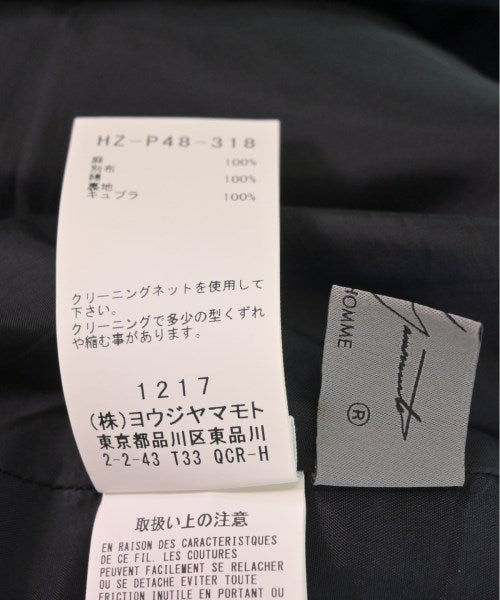 HZ-P48-318
麻 100%
別布
綿 100%
裏地
キュプラ 100%
クリーニングネットを使用して
下さい。
クリーニングで多少の型くずれ
や縮む事があります。
1217
(株)ヨウジヤマモト
東京都品川区東品川
2-2-43 T33 QCR-H
取扱い上の注意
EN RAISON DES CARACTERISTQUES
DE CE FIL. LES COUTURES
PEUVENT FACILEMENT SE RELACHER
OU SE DETACHE EVITER TOUTE
FRICTION INUTILE EN PORTANT OU
HOMME
Yamamoto
®